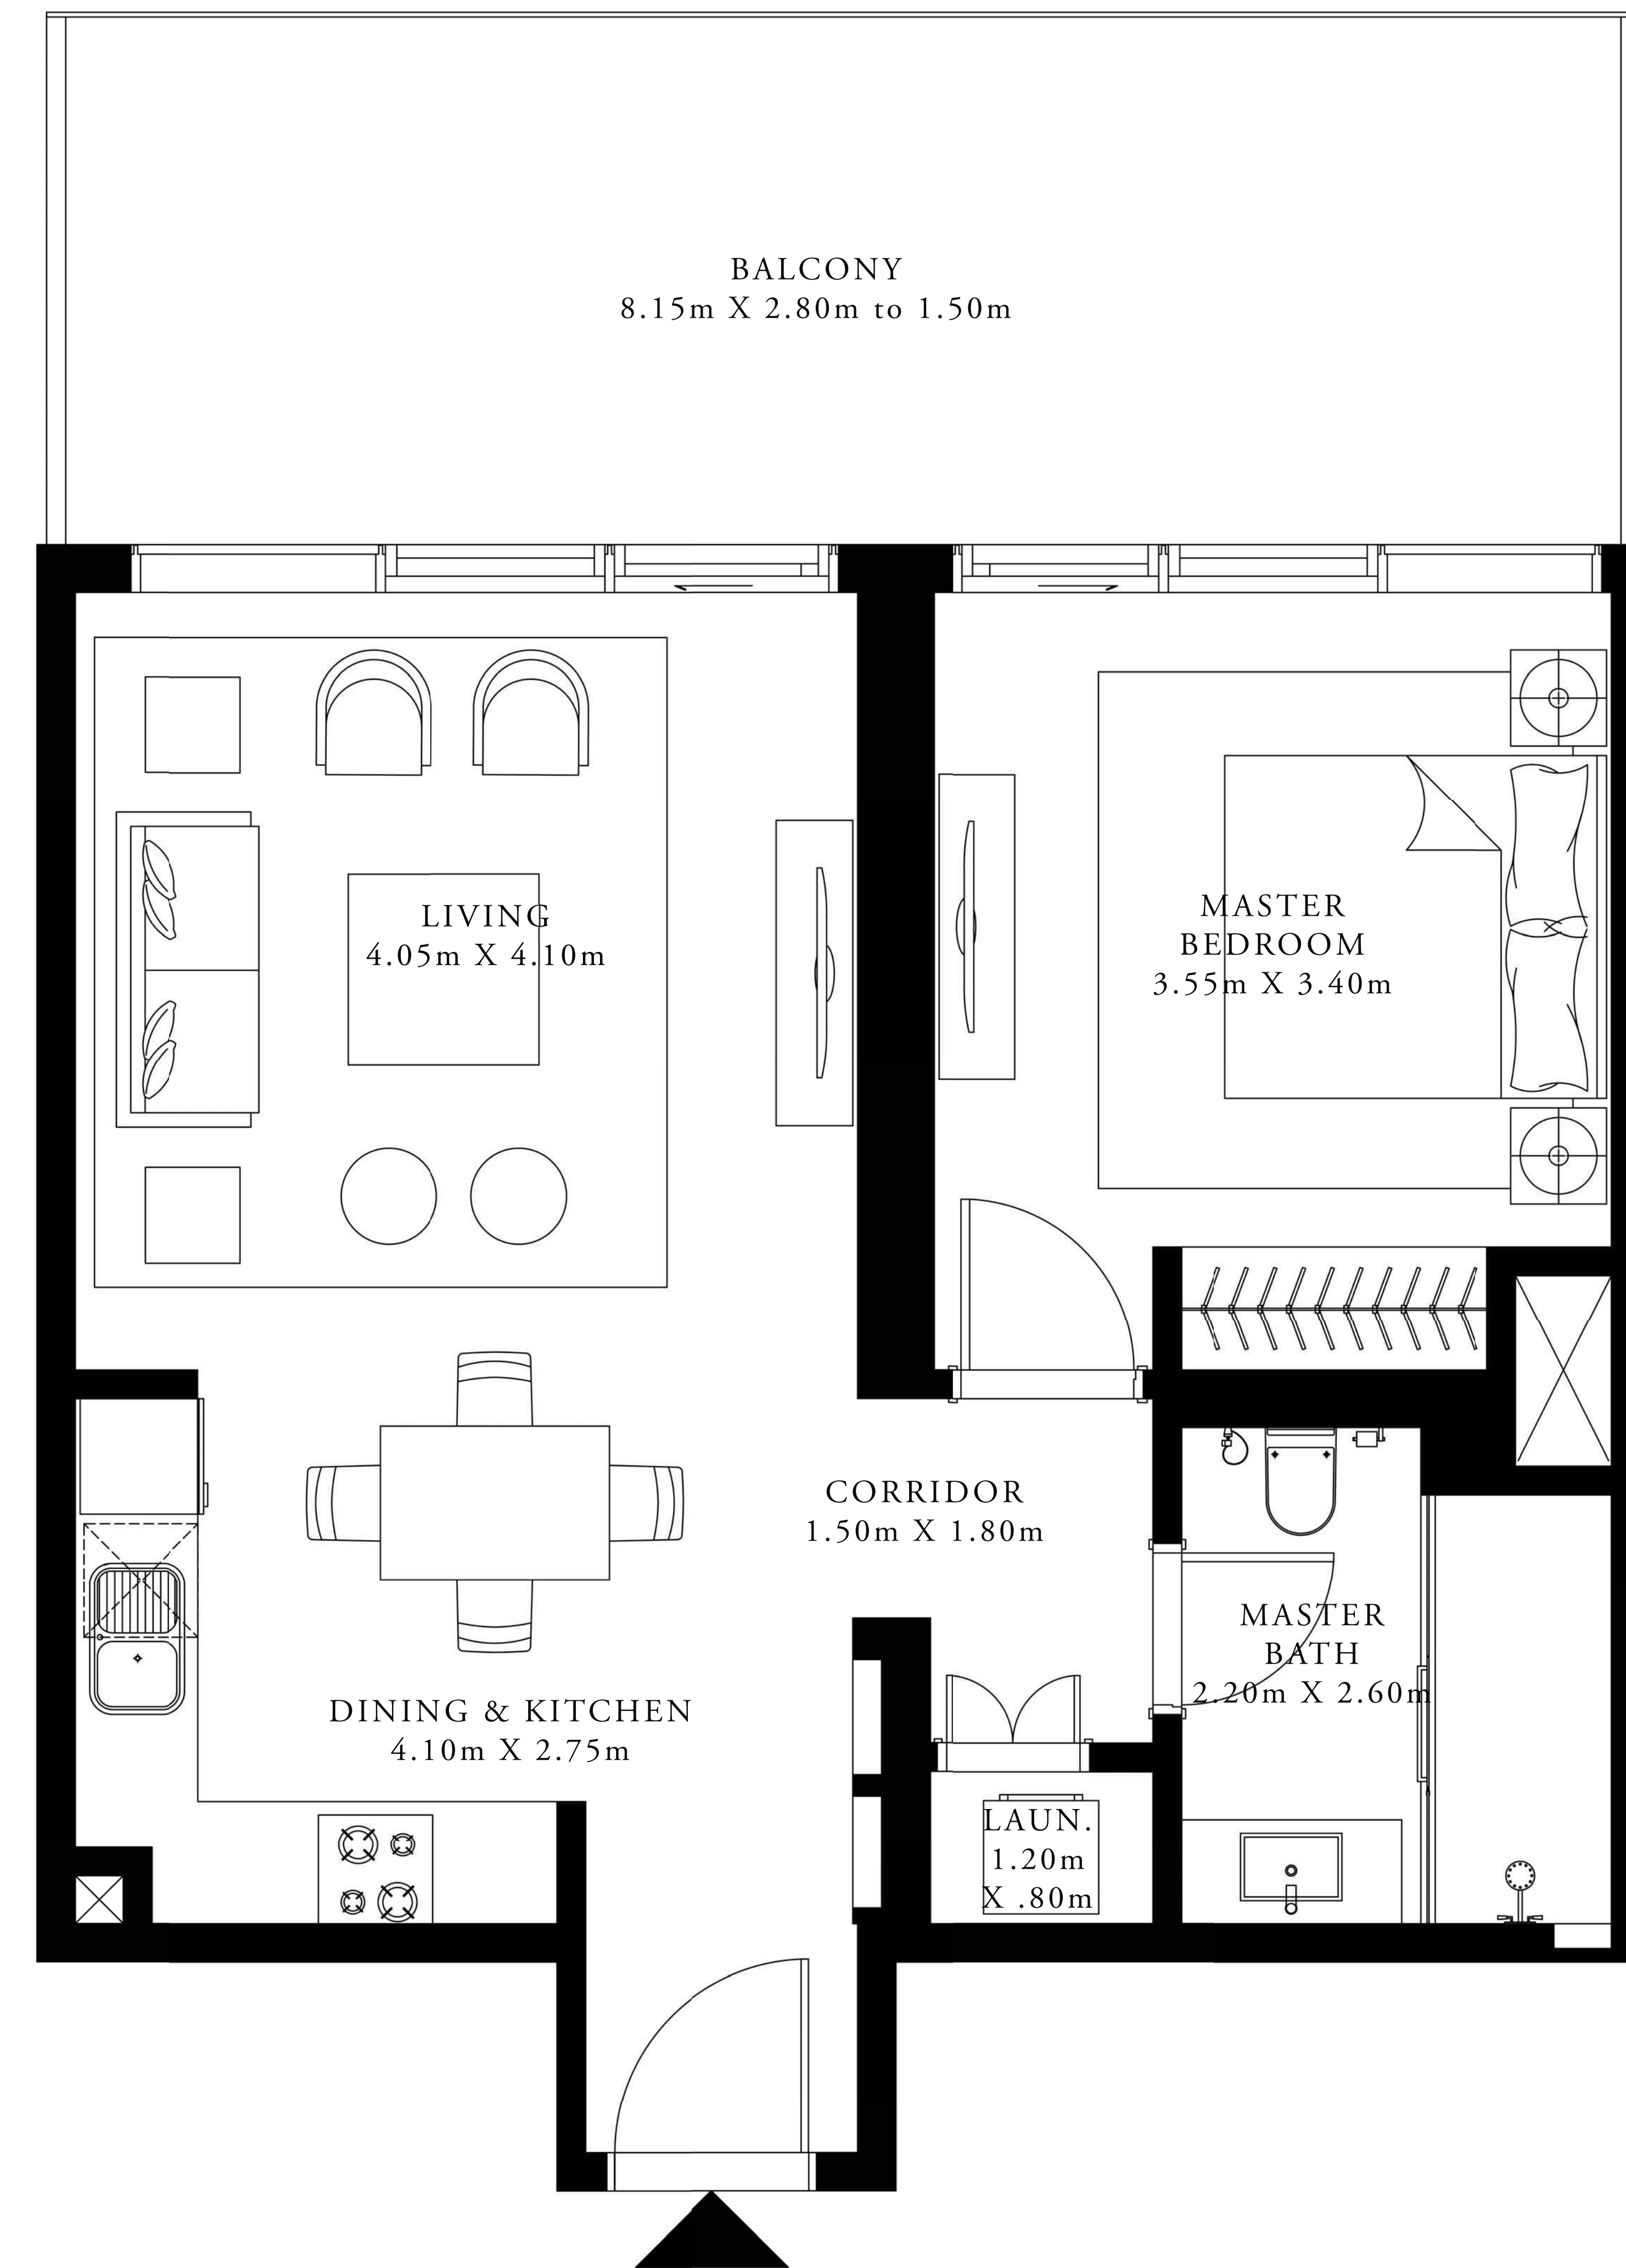 BALCONY
8.15m X 2.80m to 1.50m
LIVING
4.05m X 4.10m
MASTER
BEDROOM
3.55m X 3.40m
CORRIDOR
1.50m X 1.80m
MASTER
BATH
2.20m X 2.60m
DINING & KITCHEN
4.10m X 2.75m
LAUN.
1.20m
X .80m